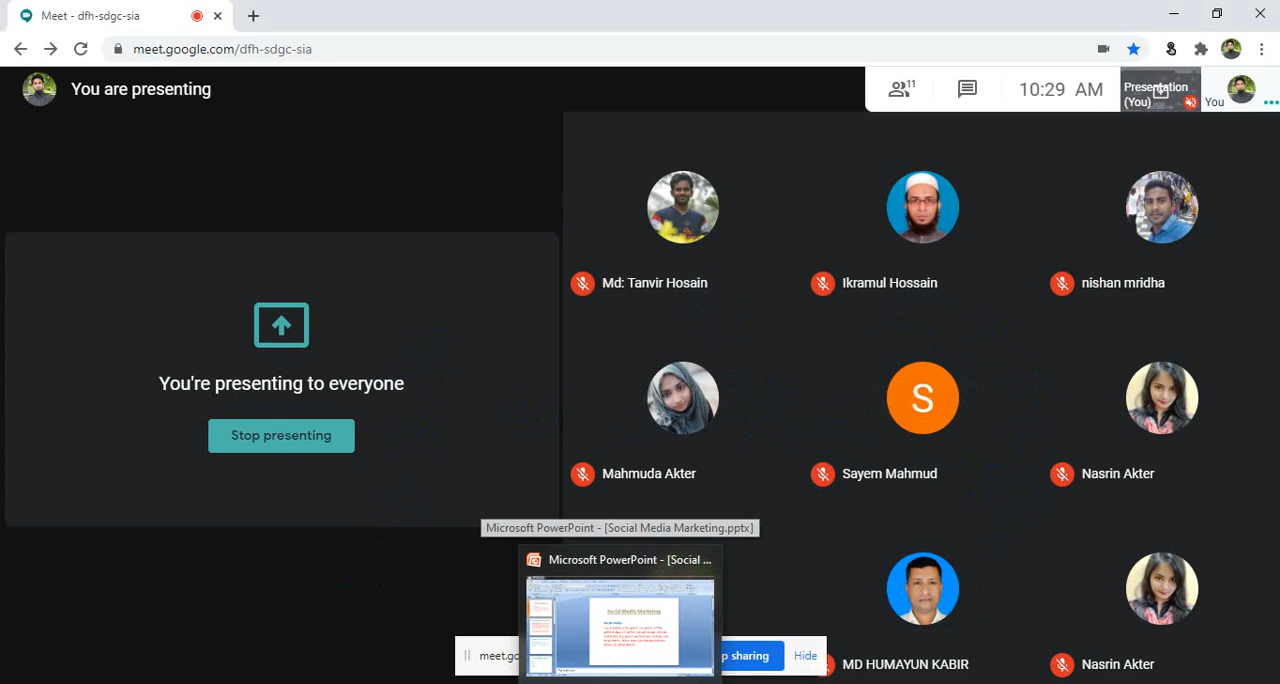 Meet - dfh-sdgc-sia
meet.google.com/dfh-sdgc-sia
You are presenting
11
10:29 AM
Presentation
(You)
You
Md: Tanvir Hosain
Ikramul Hossain
nishan mridha
You're presenting to everyone
Stop presenting
Mahmuda Akter
S
Sayem Mahmud
Nasrin Akter
Microsoft PowerPoint - [Social Media Marketing.pptx]
Microsoft PowerPoint - [Social ...
Social Media Marketing
meet.go
p sharing
Hide
MD HUMAYUN KABIR
Nasrin Akter